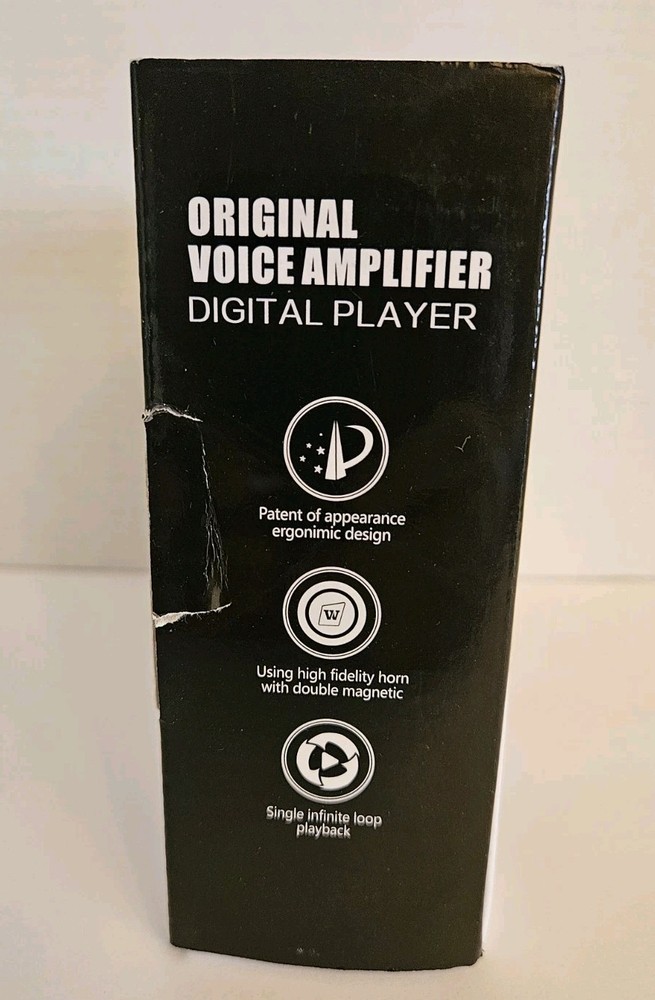 ORIGINAL
VOICE AMPLIFIER
DIGITAL PLAYER
Patent of appearance
ergonimic design
W
Using high fidelity horn
with double magnetic
Single infinite loop
playback